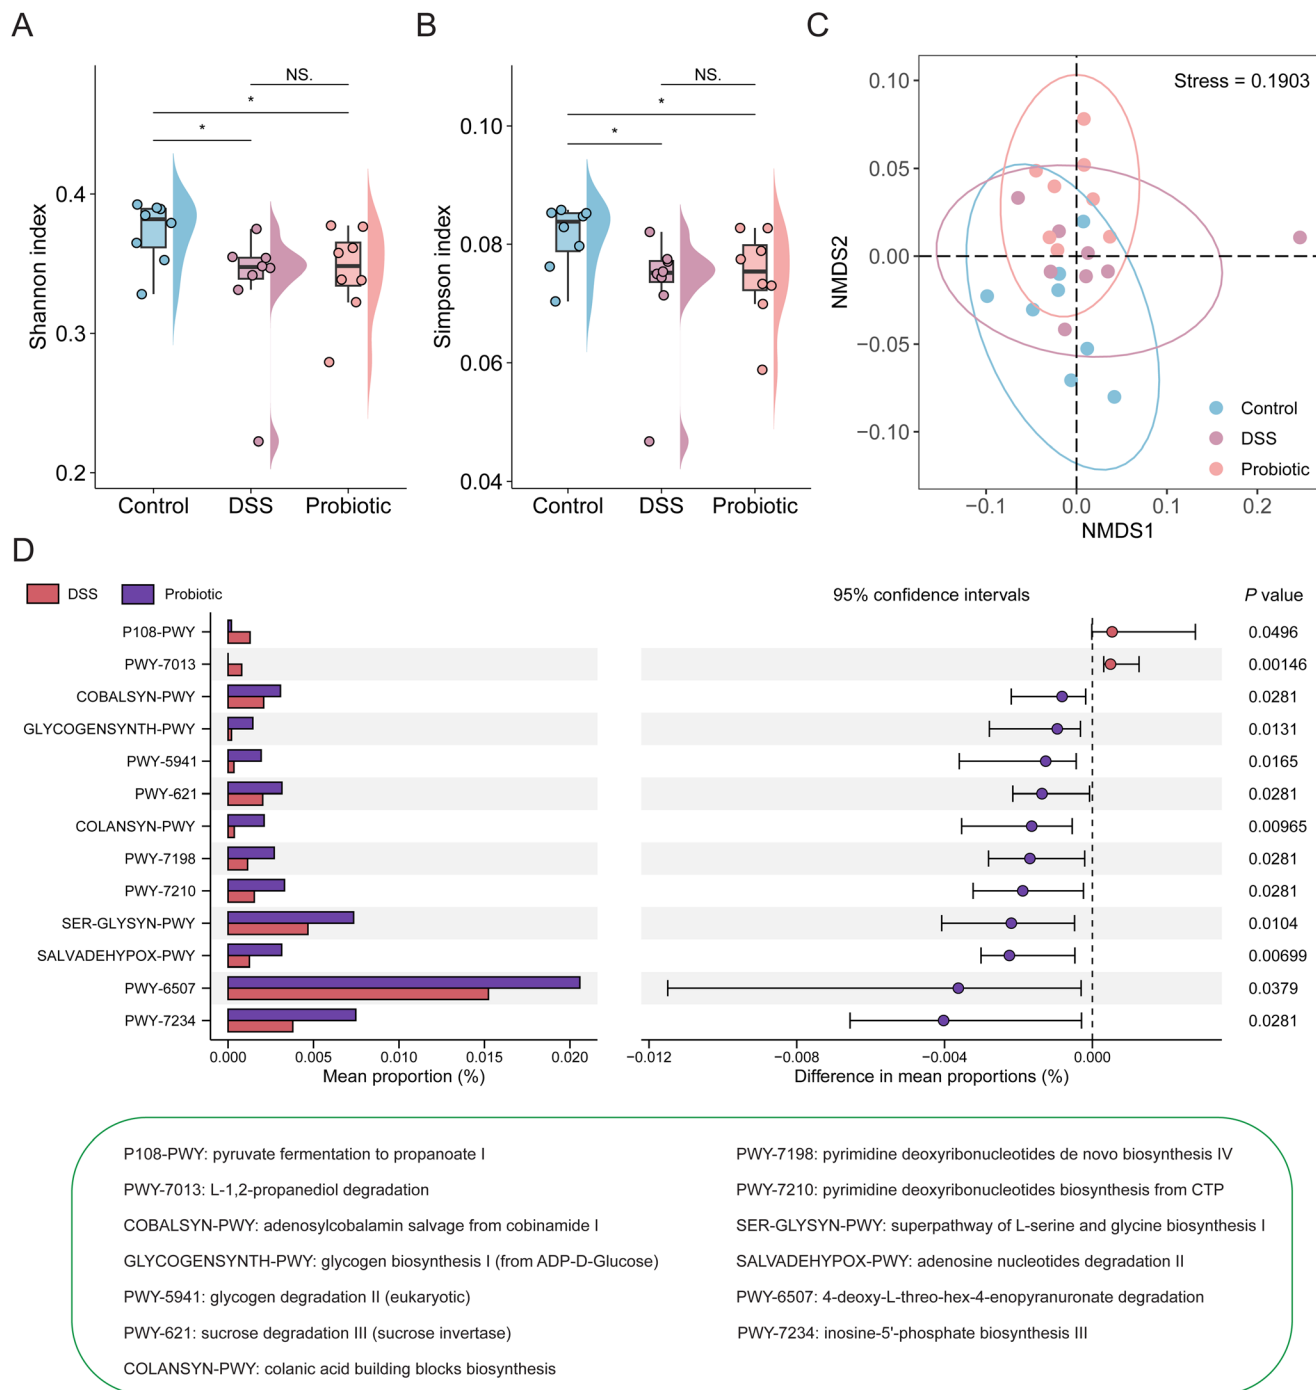 A
B
C
NS.
*
*
Shannon index
0.4
0.3
0.2
Control
DSS
Probiotic
NS.
*
*
Simpson index
0.10
0.08
0.06
0.04
Control
DSS
Probiotic
Stress = 0.1903
NMDS2
0.10
0.05
0.00
−0.05
−0.10
Control
DSS
Probiotic
−0.1
0.0
0.1
0.2
NMDS1
D
DSS
Probiotic
95% confidence intervals
P value
P108-PWY
0.0496
PWY-7013
0.00146
COBALSYN-PWY
0.0281
GLYCOGENSYNTH-PWY
0.0131
PWY-5941
0.0165
PWY-621
0.0281
COLANSYN-PWY
0.00965
PWY-7198
0.0281
PWY-7210
0.0281
SER-GLYSYN-PWY
0.0104
SALVADEHYPOX-PWY
0.00699
PWY-6507
0.0379
PWY-7234
0.0281
0.000
0.005
0.010
0.015
0.020
Mean proportion (%)
−0.012
−0.008
−0.004
0.000
Difference in mean proportions (%)
P108-PWY: pyruvate fermentation to propanoate I
PWY-7013: L-1,2-propanediol degradation
COBALSYN-PWY: adenosylcobalamin salvage from cobinamide I
GLYCOGENSYNTH-PWY: glycogen biosynthesis I (from ADP-D-Glucose)
PWY-5941: glycogen degradation II (eukaryotic)
PWY-621: sucrose degradation III (sucrose invertase)
COLANSYN-PWY: colanic acid building blocks biosynthesis
PWY-7198: pyrimidine deoxyribonucleotides de novo biosynthesis IV
PWY-7210: pyrimidine deoxyribonucleotides biosynthesis from CTP
SER-GLYSYN-PWY: superpathway of L-serine and glycine biosynthesis I
SALVADEHYPOX-PWY: adenosine nucleotides degradation II
PWY-6507: 4-deoxy-L-threo-hex-4-enopyranuronate degradation
PWY-7234: inosine-5'-phosphate biosynthesis III